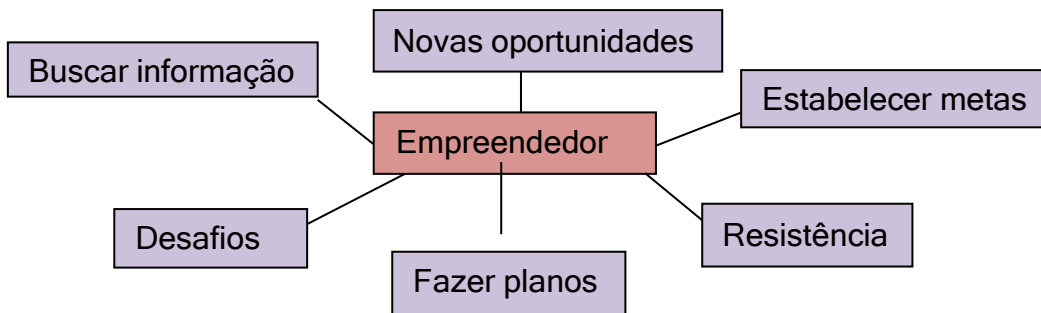 Novas oportunidades
Buscar informação
Estabelecer metas
Empreendedor
Desafios
Resistência
Fazer planos